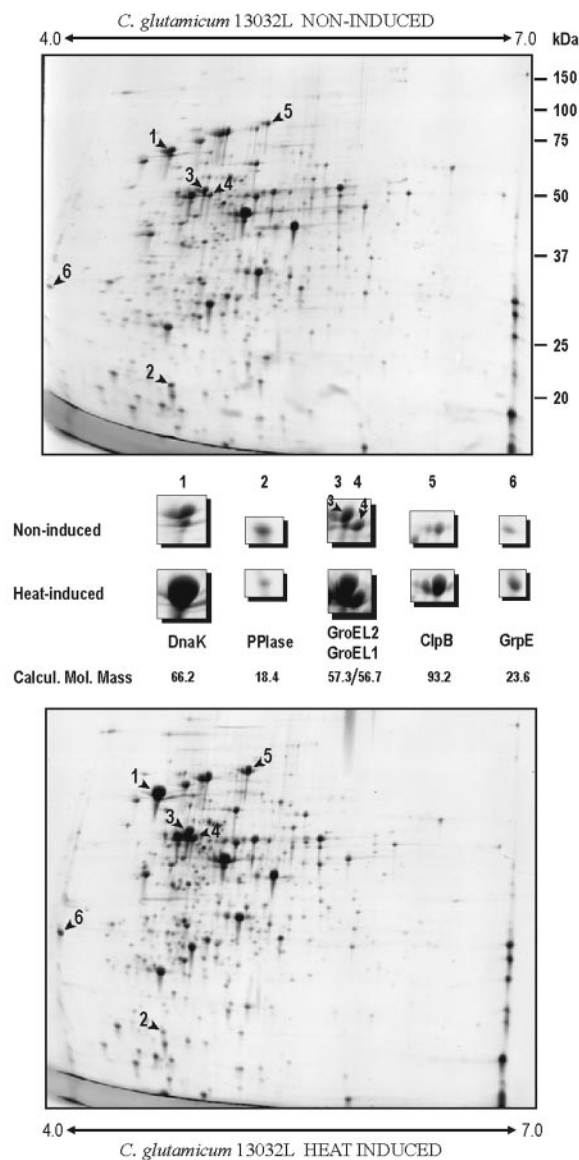 C. glutamicum 13032L NON-INDUCED
4.0 7.0 kDa
150
100
5
75
1
3 4
50
6
37
25
2
20
1 2 3 4 5 6
Non-induced 3 4
Heat-induced
DnaK PPIase GroEL2 ClpB GrpE
GroEL1
Calcul. Mol. Mass 66.2 18.4 57.3/56.7 93.2 23.6
5
1
3
4
6
2
4.0 7.0
C. glutamicum 13032L HEAT INDUCED